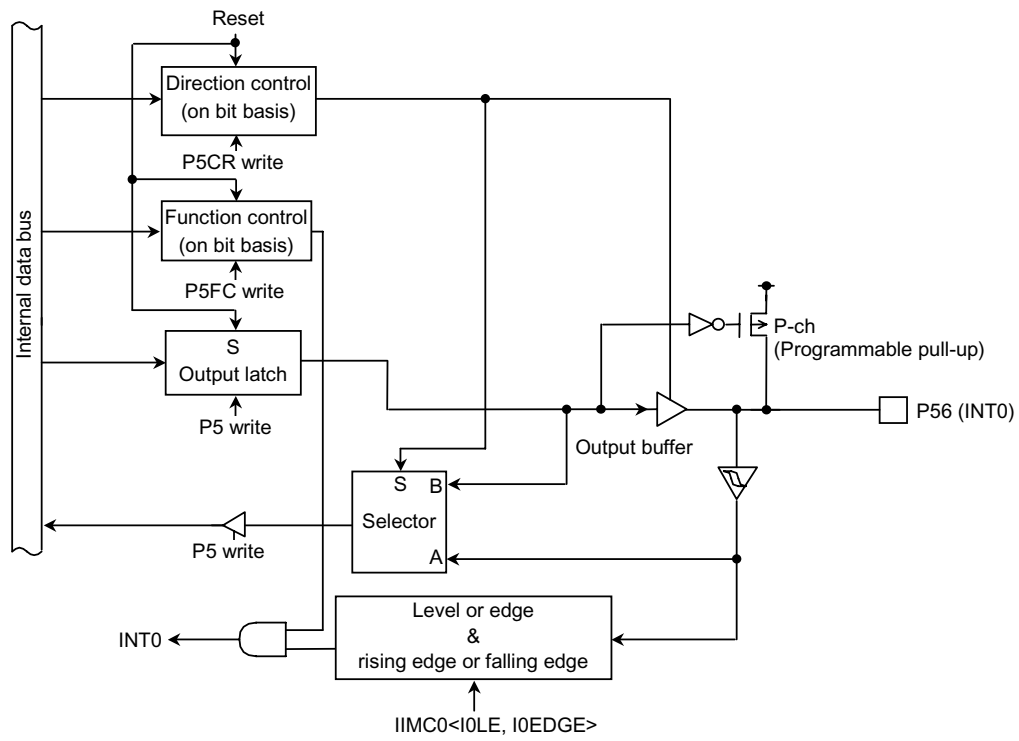 Reset
Direction control
(on bit basis)
P5CR write
Function control
(on bit basis)
P5FC write
Internal data bus
S
Output latch
P5 write
P-ch
(Programmable pull-up)
P56 (INT0)
Output buffer
S
B
Selector
A
P5 write
Level or edge
&
rising edge or falling edge
INT0
IIMC0<I0LE, I0EDGE>